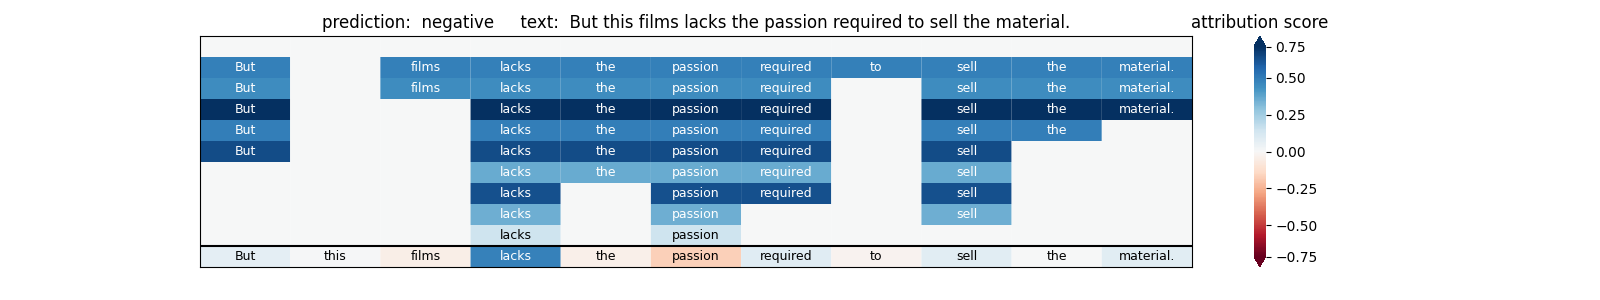 prediction:  negative     text:  But this films lacks the passion required to sell the material.
attribution score
But films lacks the passion required to sell the material.
But films lacks the passion required sell the material.
But lacks the passion required sell the material.
But lacks the passion required sell the
But lacks the passion required sell
lacks the passion required sell
lacks passion required sell
lacks passion sell
lacks passion
But this films lacks the passion required to sell the material.
0.75
0.50
0.25
0.00
−0.25
−0.50
−0.75